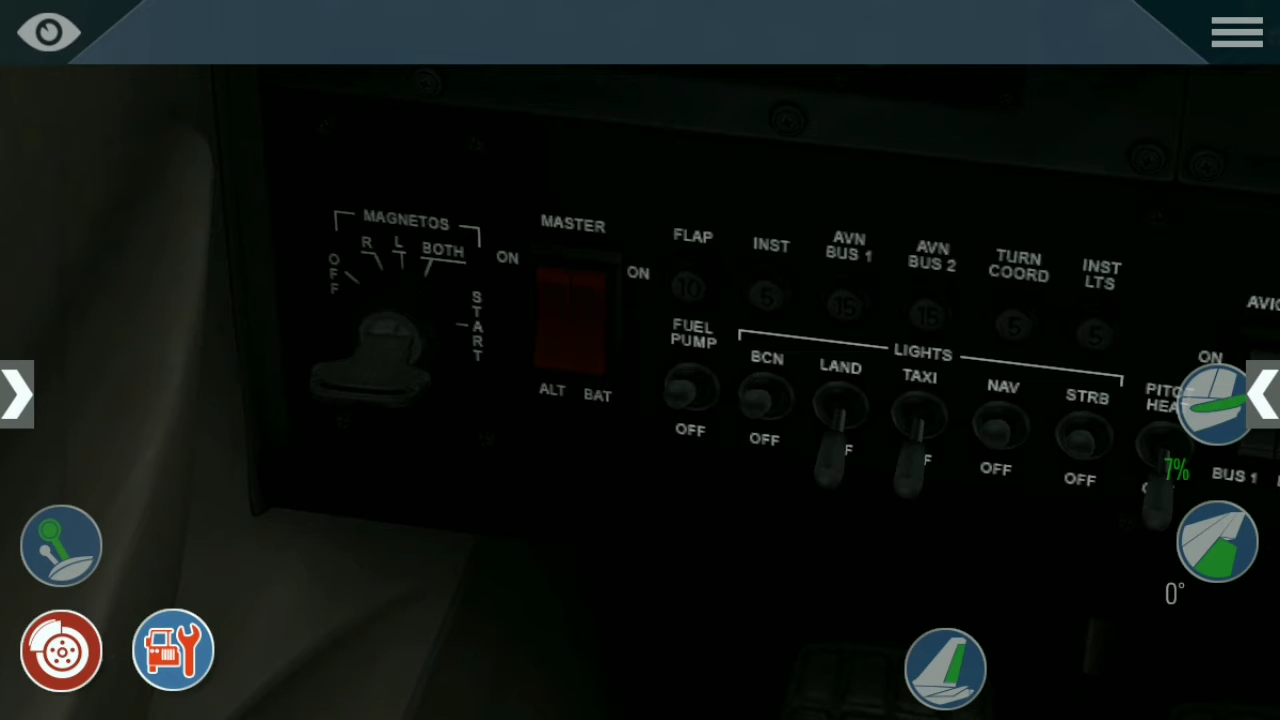 MAGNETOS
R L BOTH
OFF
START
MASTER
ON
ON
ALT BAT
FLAP
INST
AVN
BUS 1
AVN
BUS 2
TURN
COORD
INST
LTS
10
5
15
15
5
5
FUEL
PUMP
LIGHTS
BCN
LAND
TAXI
NAV
STRB
OFF
OFF
F
F
OFF
OFF
ON
BUS 1
7%
0°